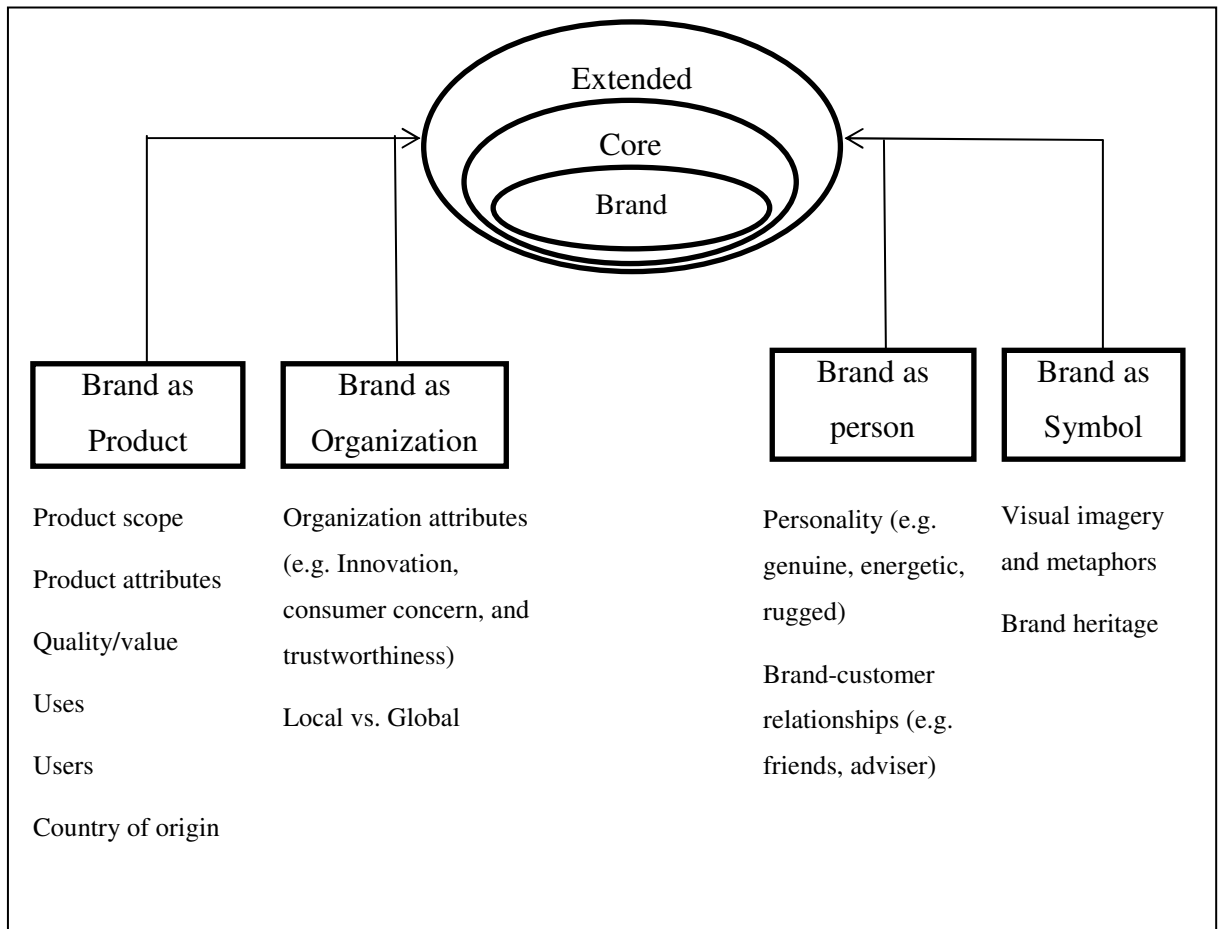 Extended
Core
Brand
Brand as
Product
Brand as
Organization
Brand as
person
Brand as
Symbol
Product scope
Product attributes
Quality/value
Uses
Users
Country of origin
Organization attributes
(e.g. Innovation,
consumer concern, and
trustworthiness)
Local vs. Global
Personality (e.g.
genuine, energetic,
rugged)
Brand-customer
relationships (e.g.
friends, adviser)
Visual imagery
and metaphors
Brand heritage